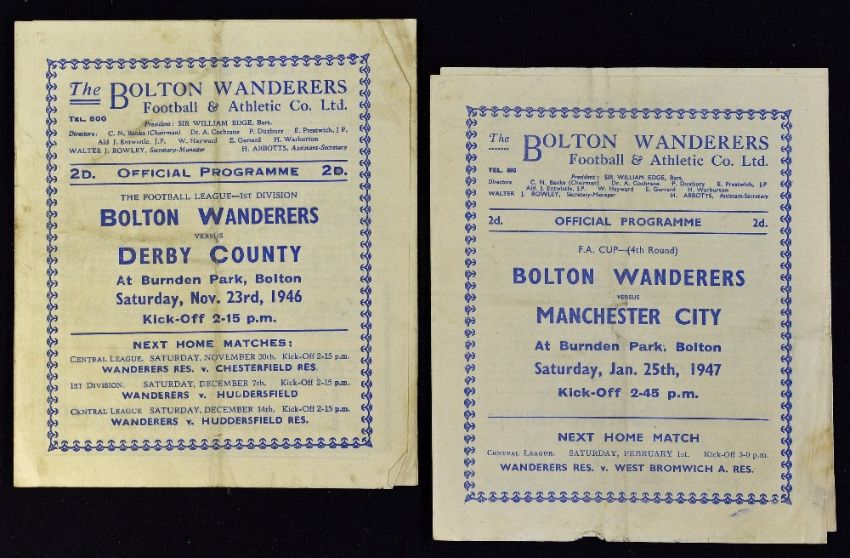 The BOLTON WANDERERS
Football & Athletic Co. Ltd.
TEL. 800
President: SIR WILLIAM EDGE, Bart.
Directors: C. N. Banks (Chairman) Dr. A. Cochrane P. Duxbury E. Prestwich, J.P.
Ald J. Entwistle, J.P. W. Hayward E. Gerrard H. Warburton
WALTER J. ROWLEY, Secretary-Manager H. ABBOTTS, Assistant-Secretary
2D. OFFICIAL PROGRAMME 2D.
THE FOOTBALL LEAGUE—1ST DIVISION
BOLTON WANDERERS
VERSUS
DERBY COUNTY
At Burnden Park, Bolton
Saturday, Nov. 23rd, 1946
Kick-Off 2-15 p.m.
NEXT HOME MATCHES:
CENTRAL LEAGUE. SATURDAY, NOVEMBER 30th. Kick-Off 2-15 p.m.
WANDERERS RES. v. CHESTERFIELD RES.
1ST DIVISION. SATURDAY, DECEMBER 7th. Kick-Off 2-15 p.m.
WANDERERS v. HUDDERSFIELD
CENTRAL LEAGUE SATURDAY, DECEMBER 14th. Kick-Off 2-15 p.m.
WANDERERS v. HUDDERSFIELD RES.
The BOLTON WANDERERS
Football & Athletic Co. Ltd.
TEL. 800
President: SIR WILLIAM EDGE, Bart.
Directors C. N. Banks (Chairman) Dr. A. Cochrane P. Duxbury E. Prestwich, J.P
Ald. J. Entwistle, J.P. W. Hayward E. Gerrard H Warburton
WALTER J. ROWLEY, Secretary-Manager H. ABBOTTS, Assistant-Secretary
2d. OFFICIAL PROGRAMME 2d.
F.A. CUP—(4th Round)
BOLTON WANDERERS
VERSUS
MANCHESTER CITY
At Burnden Park, Bolton
Saturday, Jan. 25th, 1947
Kick-Off 2-45 p.m.
NEXT HOME MATCH
CENTRAL LEAGUE. SATURDAY, FEBRUARY 1st. Kick-Off 3-0 p.m.
WANDERERS RES. v. WEST BROMWICH A. RES.